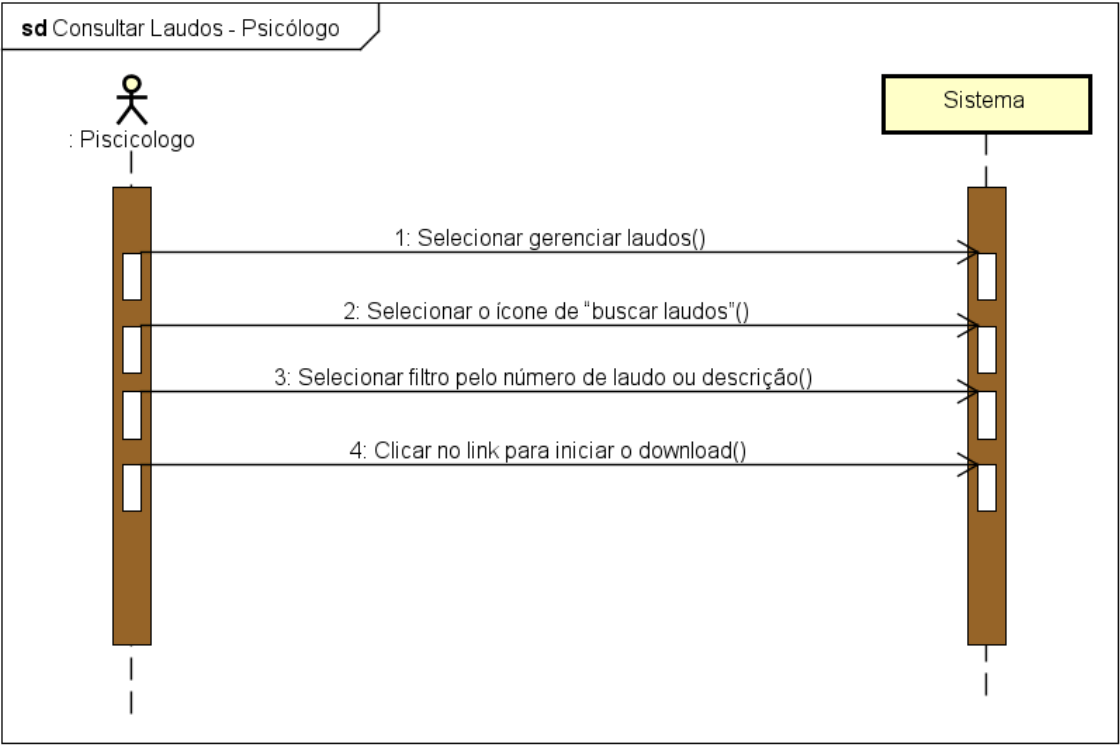 sd Consultar Laudos - Psicólogo
: Piscicologo
Sistema
1: Selecionar gerenciar laudos()
2: Selecionar o ícone de “buscar laudos”()
3: Selecionar filtro pelo número de laudo ou descrição()
4: Clicar no link para iniciar o download()